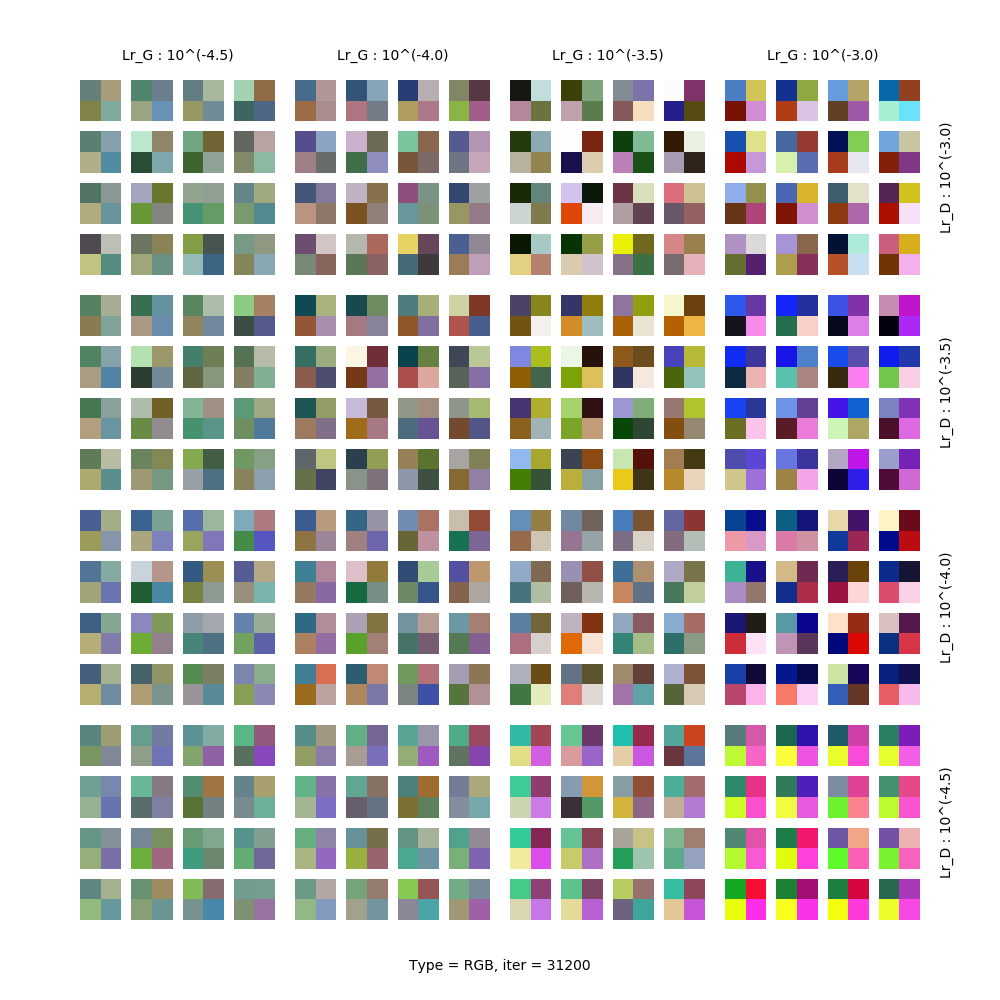 Lr_G : 10^(-4.5)
Lr_G : 10^(-4.0)
Lr_G : 10^(-3.5)
Lr_G : 10^(-3.0)
Lr_D : 10^(-3.0)
Lr_D : 10^(-3.5)
Lr_D : 10^(-4.0)
Lr_D : 10^(-4.5)
Type = RGB, iter = 31200